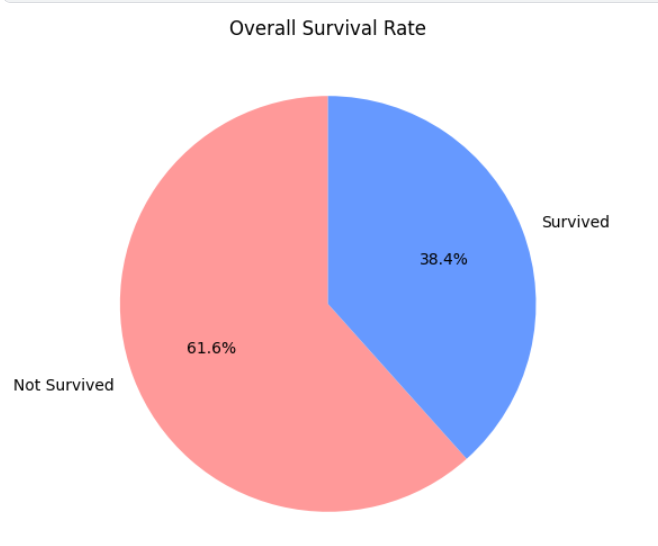 Overall Survival Rate
Survived
38.4%
61.6%
Not Survived